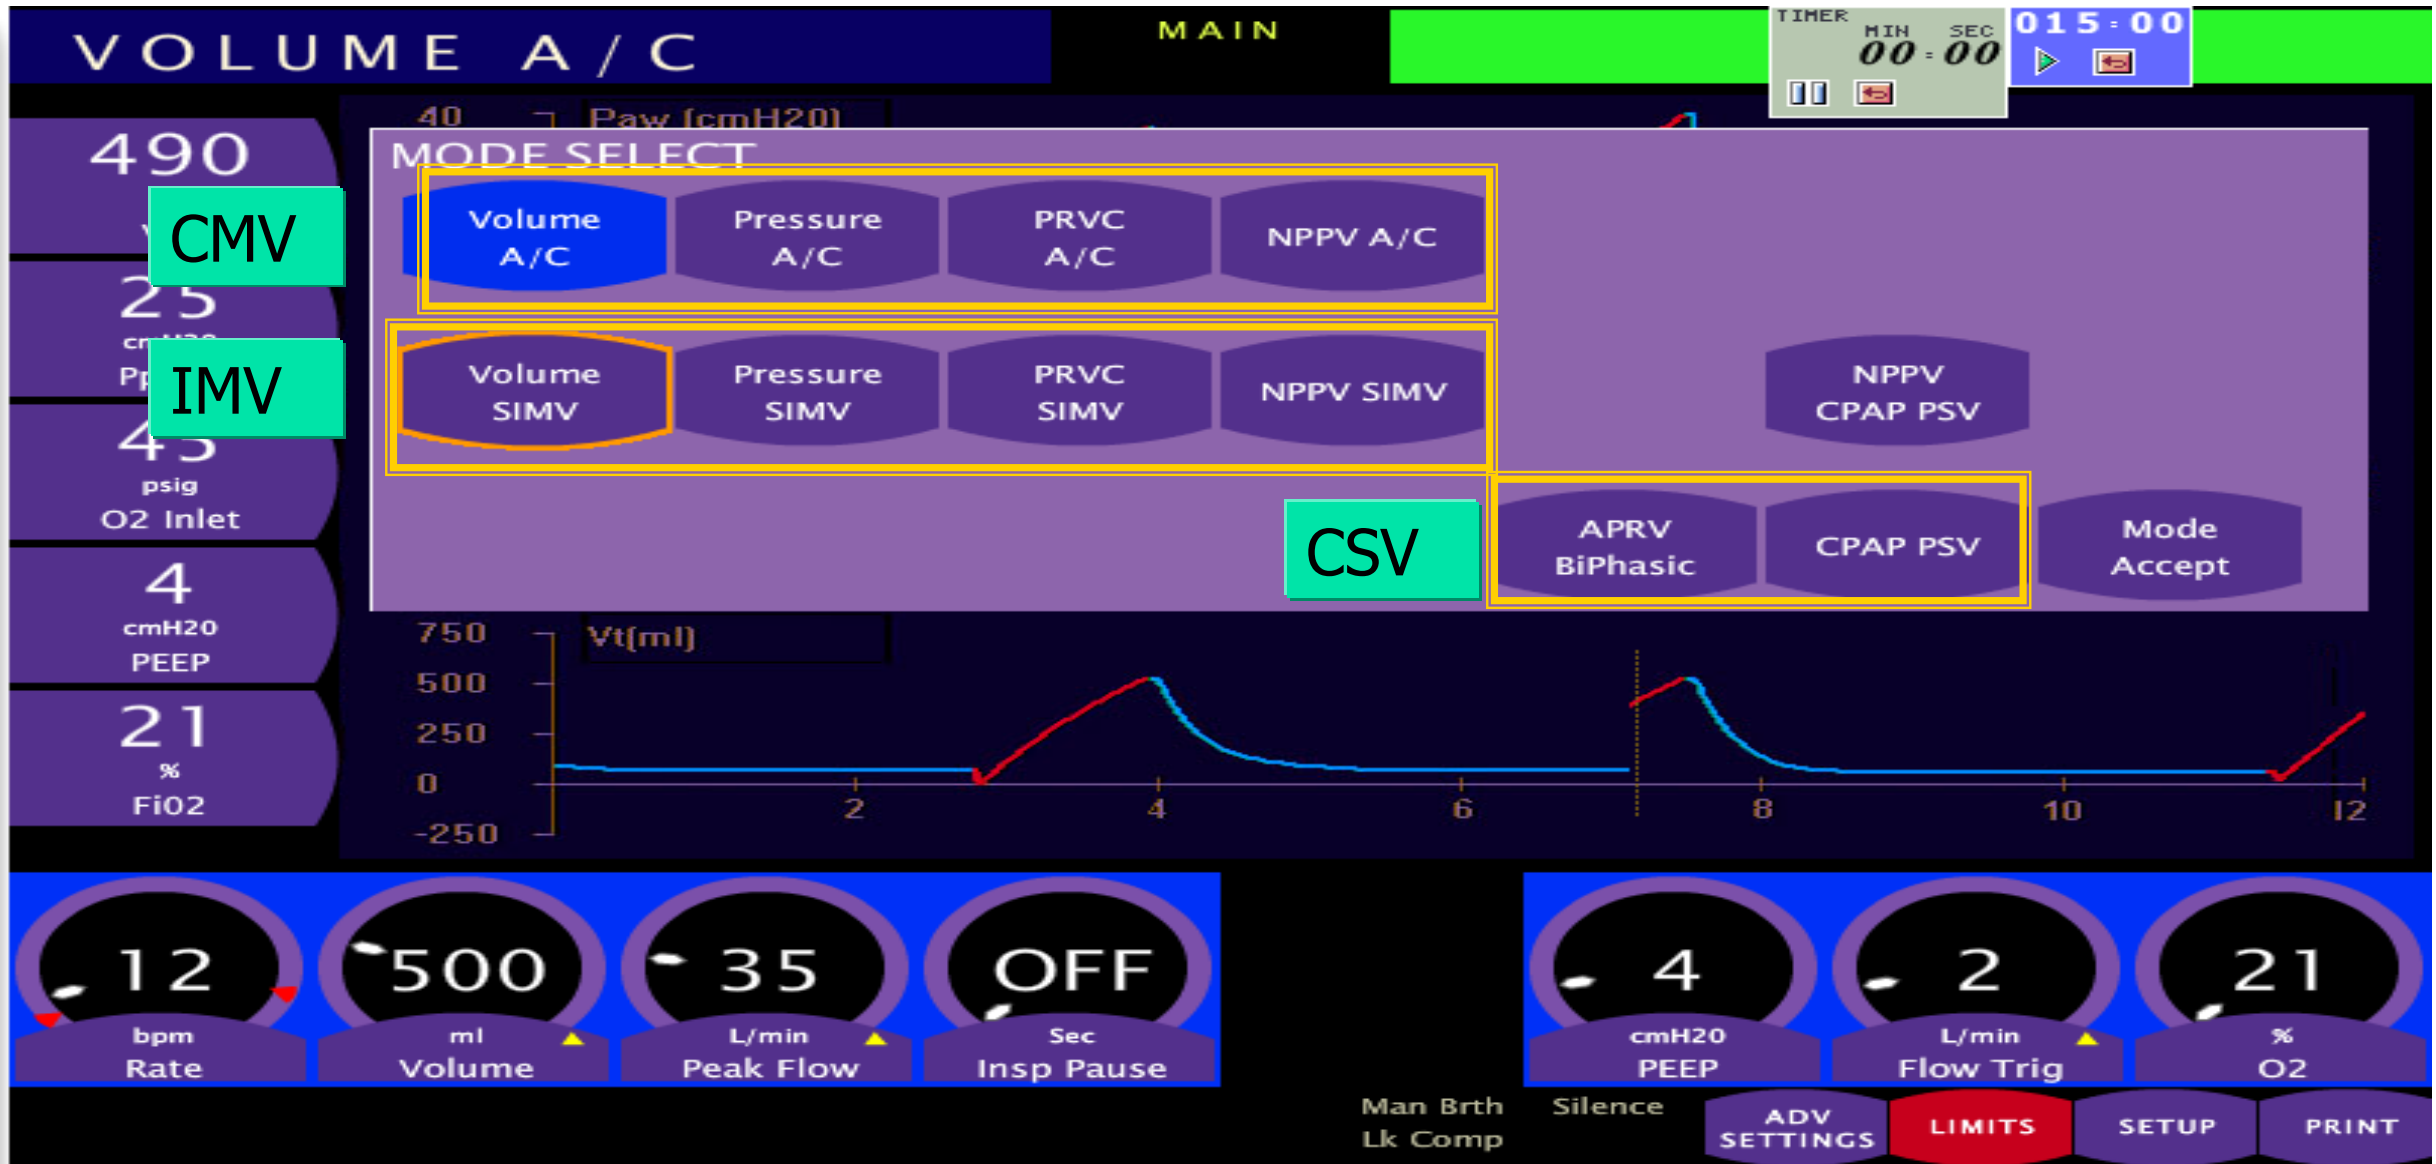 VOLUME A/C
MAIN
TIMER
MIN SEC
00:00
015:00
40
Paw (cmH2O)
490
25
45
psig
O2 Inlet
4
cmH20
PEEP
21
%
FiO2
MODE SELECT
CMV
Volume
A/C
Pressure
A/C
PRVC
A/C
NPPV A/C
IMV
Volume
SIMV
Pressure
SIMV
PRVC
SIMV
NPPV SIMV
NPPV
CPAP PSV
CSV
APRV
BiPhasic
CPAP PSV
Mode
Accept
Vt(ml)
750
500
250
0
-250
2 4 6 8 10 12
12
bpm
Rate
500
ml
Volume
35
L/min
Peak Flow
OFF
Sec
Insp Pause
4
cmH20
PEEP
2
L/min
Flow Trig
21
%
O2
Man Brth
Lk Comp
Silence
ADV
SETTINGS
LIMITS
SETUP
PRINT